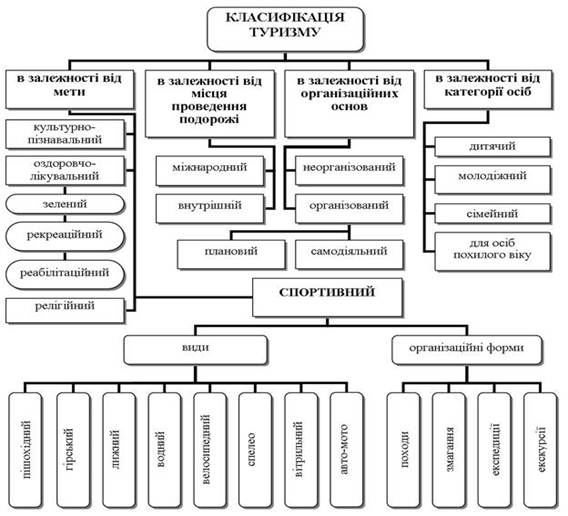 КЛАСИФІКАЦІЯ
ТУРИЗМУ
в залежності від
мети
в залежності від
місця
проведення
подорожі
в залежності від
організаційних
основ
в залежності від
категорії осіб
культурно-
пізнавальний
оздоровчо-
лікувальний
зелений
рекреаційний
реабілітаційний
релігійний
міжнародний
внутрішній
неорганізований
організований
плановий
самодіяльний
дитячий
молодіжний
сімейний
для осіб
похилого віку
СПОРТИВНИЙ
види
організаційні форми
пішохідний
гірський
лижний
водний
велосипедний
спелео
вітрильний
авто-мото
походи
змагання
експедиції
екскурсії